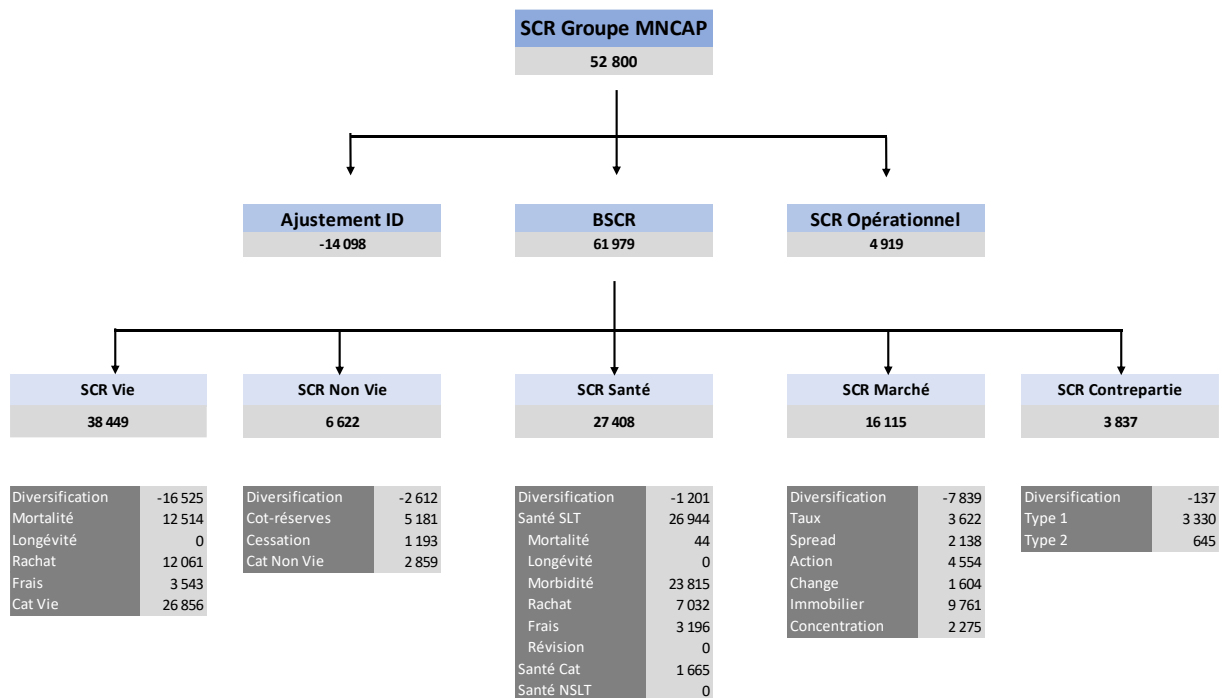 SCR Groupe MNCAP
52 800
Ajustement ID
-14 098
BSCR
61 979
SCR Opérationnel
4 919
SCR Vie
38 449
SCR Non Vie
6 622
SCR Santé
27 408
SCR Marché
16 115
SCR Contrepartie
3 837
Diversification -16 525
Mortalité 12 514
Longévité 0
Rachat 12 061
Frais 3 543
Cat Vie 26 856
Diversification -2 612
Cot-réserves 5 181
Cessation 1 193
Cat Non Vie 2 859
Diversification -1 201
Santé SLT 26 944
Mortalité 44
Longévité 0
Morbidité 23 815
Rachat 7 032
Frais 3 196
Révision 0
Santé Cat 1 665
Santé NSLT 0
Diversification -7 839
Taux 3 622
Spread 2 138
Action 4 554
Change 1 604
Immobilier 9 761
Concentration 2 275
Diversification -137
Type 1 3 330
Type 2 645